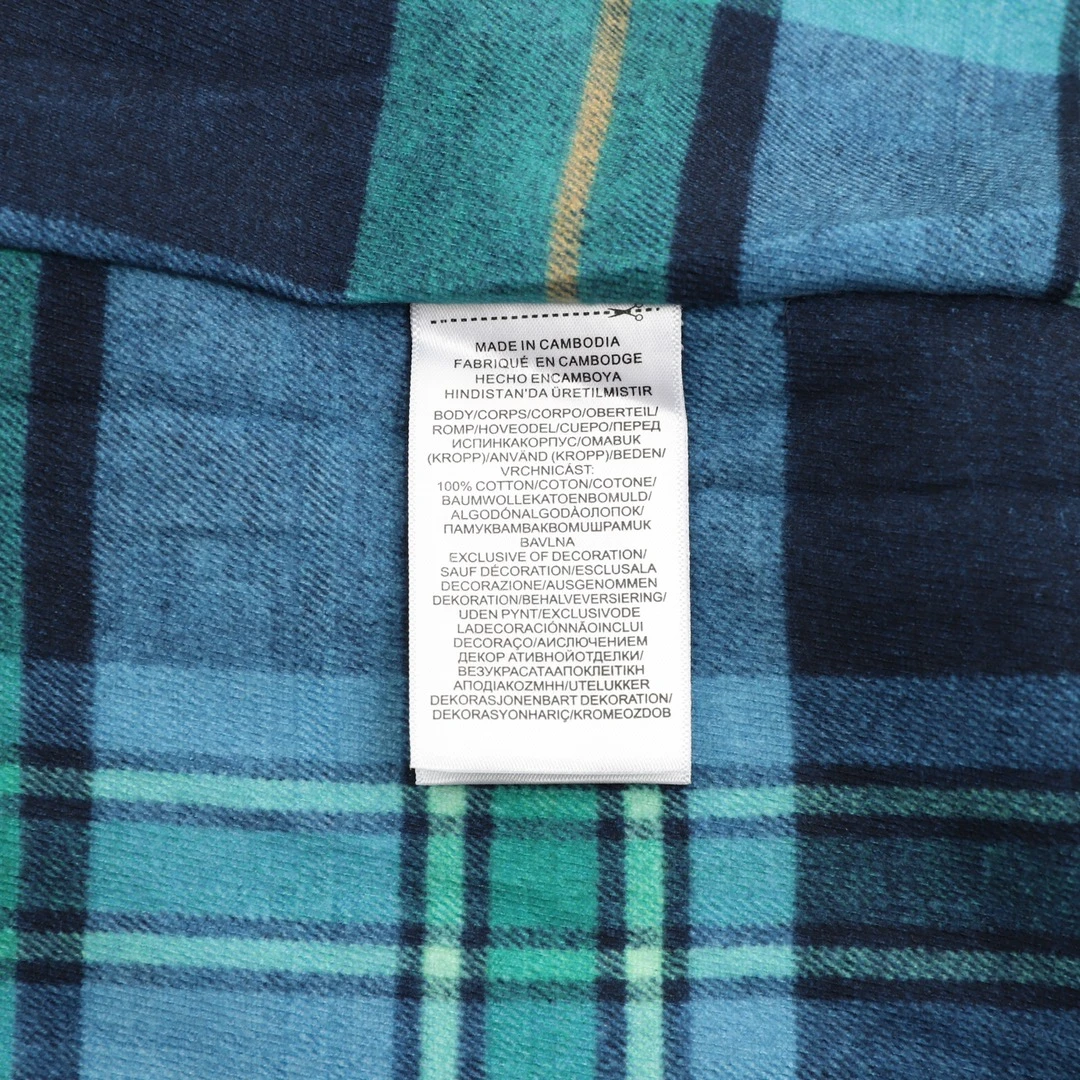 MADE IN CAMBODIA
FABRIQUÉ EN CAMBODGE
HECHO ENCAMBOYA
HINDISTAN'DA ÜRETILMISTIR
BODY/CORPS/CORPO/OBERTEIL/
ROMP/HOVEODEL/CUEPO/ПЕРЕД
ИСПИНКАКОРПУС/OMABUK
(KROPP)/ANVÄND (KROPP)/BEDEN/
VRCHNICÁST:
100% COTTON/COTON/COTONE/
BAUMWOLLEKATOENBOMULD/
ALGODÓNALGODÀOЛОПОК/
ПАМУКВАМВАКВОМUШРАМUK
BAVLNA
EXCLUSIVE OF DECORATION/
SAUF DÉCORATION/ESCLUSALA
DECORAZIONE/AUSGENOMMEN
DEKORATION/BEHALVEVERSIERING/
UDEN PYNT/EXCLUSIVODE
LADECORACIÓNNÃOINCLUI
DECORAÇO/АИСЛЮЧЕНИЕМ
ДЕКОР АТИВНОЙОТДЕЛКИ/
ВЕЗУКРАСАТААПОКЛЕІТІКН
АПОДІАКОЗМНН/UTELUKKER
DEKORASJONENBART DEKORATION/
DEKORASYONHARIÇ/KROMEOZDOB